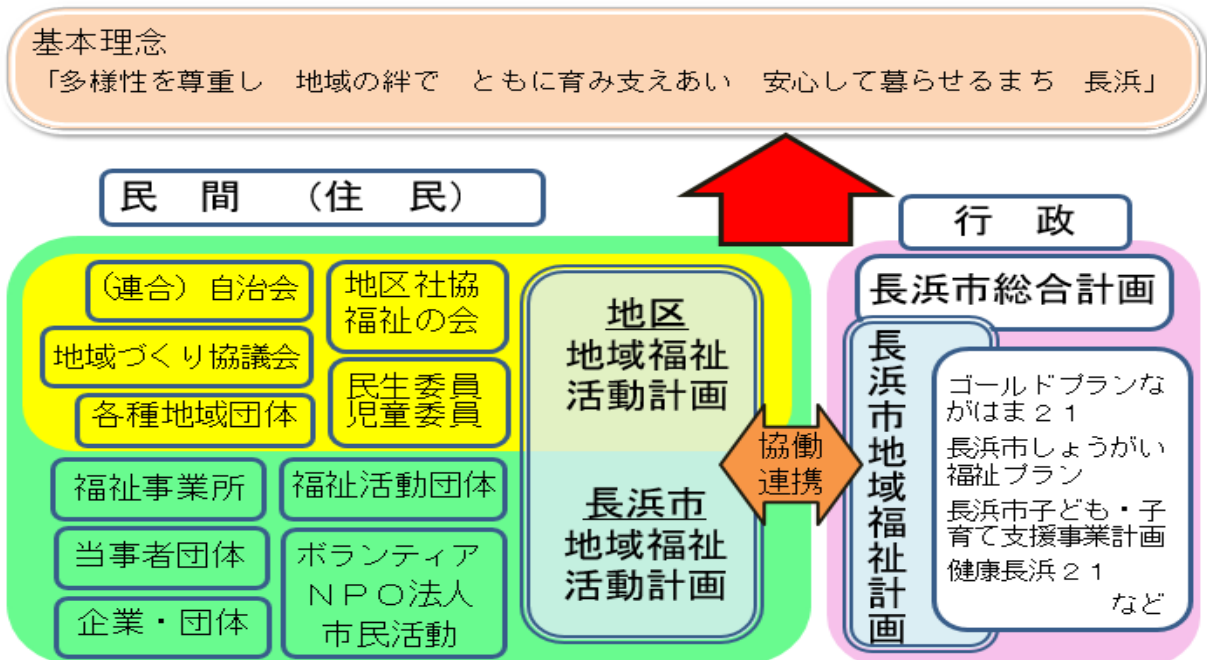 基本理念
「多様性を尊重し　地域の絆で　ともに育み支えあい　安心して暮らせるまち　長浜」
民　間　（住　民）
行　政
（連合）自治会
地域づくり協議会
各種地域団体
地区社協
福祉の会
民生委員
児童委員
福祉事業所
当事者団体
企業・団体
福祉活動団体
ボランティア
ＮＰＯ法人
市民活動
地区
地域福祉
活動計画
長浜市
地域福祉
活動計画
協働
連携
長浜市総合計画
長浜市地域福祉計画
ゴールドプランな
がはま２１
長浜市しょうがい
福祉プラン
長浜市子ども・子
育て支援事業計画
健康長浜２１
など